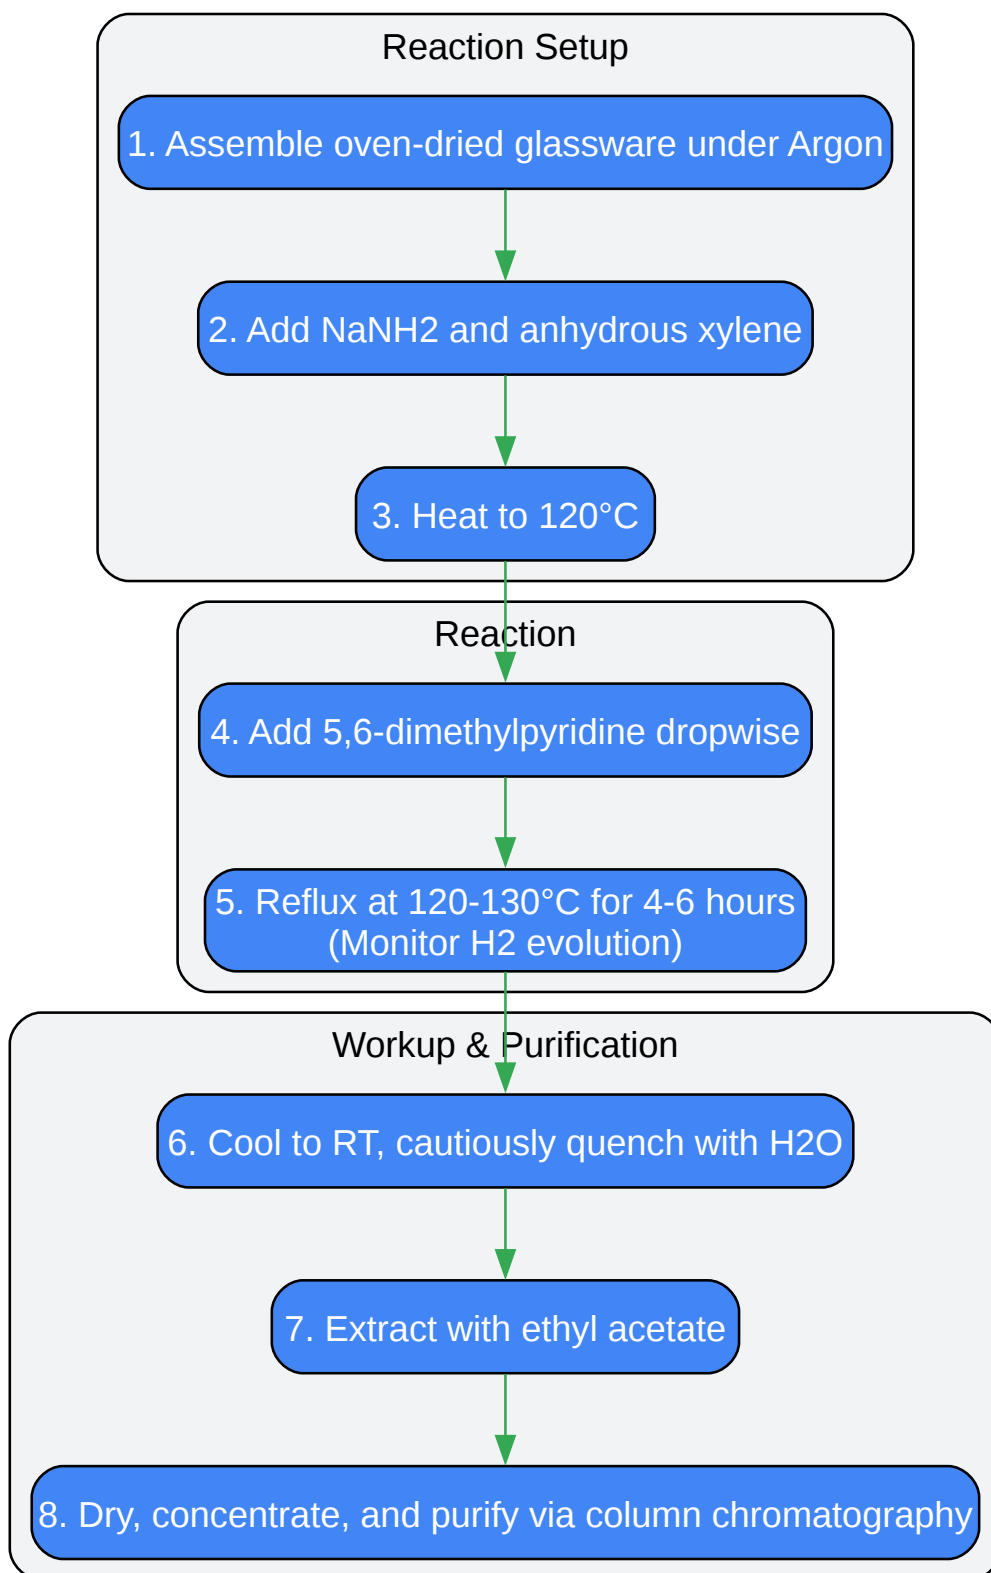 Reaction Setup
1. Assemble oven-dried glassware under Argon
2. Add NaNH2 and anhydrous xylene
3. Heat to 120°C
Reaction
4. Add 5,6-dimethylpyridine dropwise
5. Reflux at 120-130°C for 4-6 hours
(Monitor H2 evolution)
Workup & Purification
6. Cool to RT, cautiously quench with H2O
7. Extract with ethyl acetate
8. Dry, concentrate, and purify via column chromatography